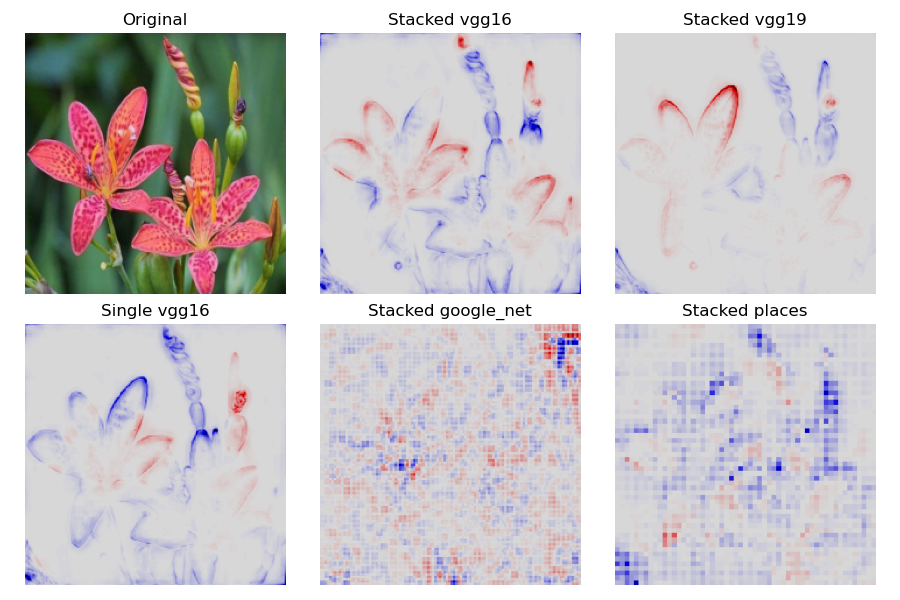 Original
Stacked vgg16
Stacked vgg19
Single vgg16
Stacked google_net
Stacked places